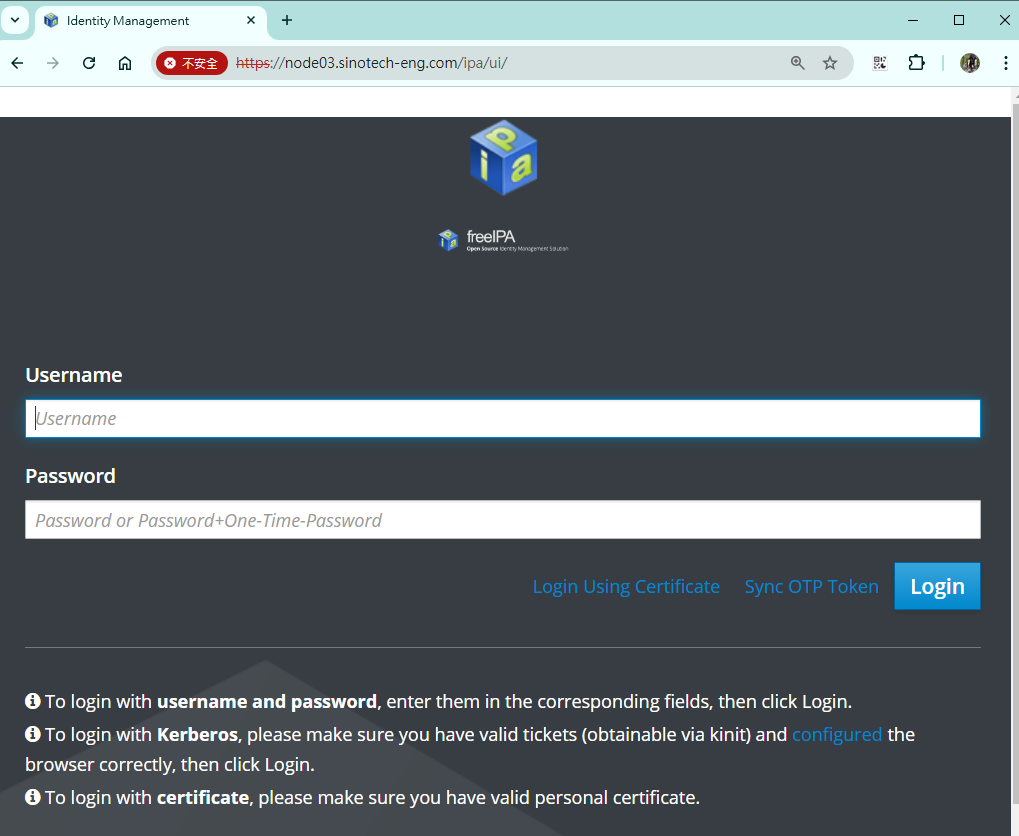 Identity Management
不安全 https://node03.sinotech-eng.com/ipa/ui/
ipa
freeIPA
Open Source Identity Management Solution
Username
Username
Password
Password or Password+One-Time-Password
Login Using Certificate Sync OTP Token Login
To login with username and password, enter them in the corresponding fields, then click Login.
To login with Kerberos, please make sure you have valid tickets (obtainable via kinit) and configured the
browser correctly, then click Login.
To login with certificate, please make sure you have valid personal certificate.